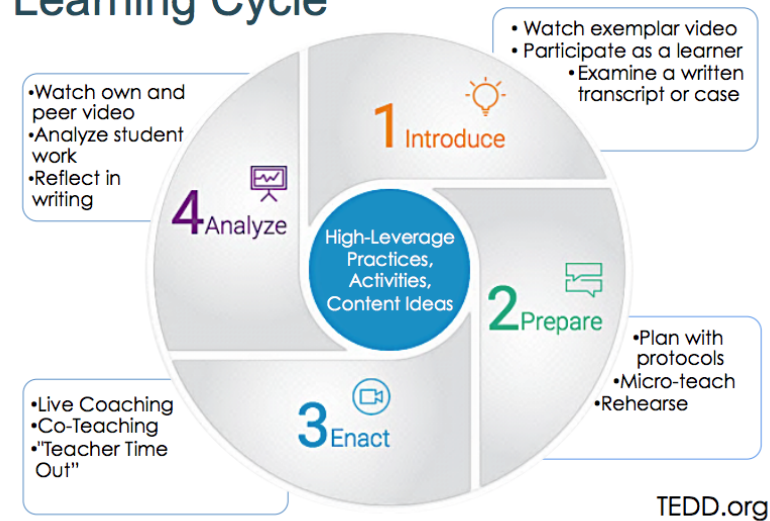 Learning Cycle
• Watch exemplar video
• Participate as a learner
•Examine a written
transcript or case
1 Introduce
•Watch own and
peer video
•Analyze student
work
•Reflect in
writing
4 Analyze
High-Leverage
Practices,
Activities,
Content Ideas
2 Prepare
•Plan with
protocols
•Micro-teach
•Rehearse
3 Enact
•Live Coaching
•Co-Teaching
•"Teacher Time
Out”
TEDD.org